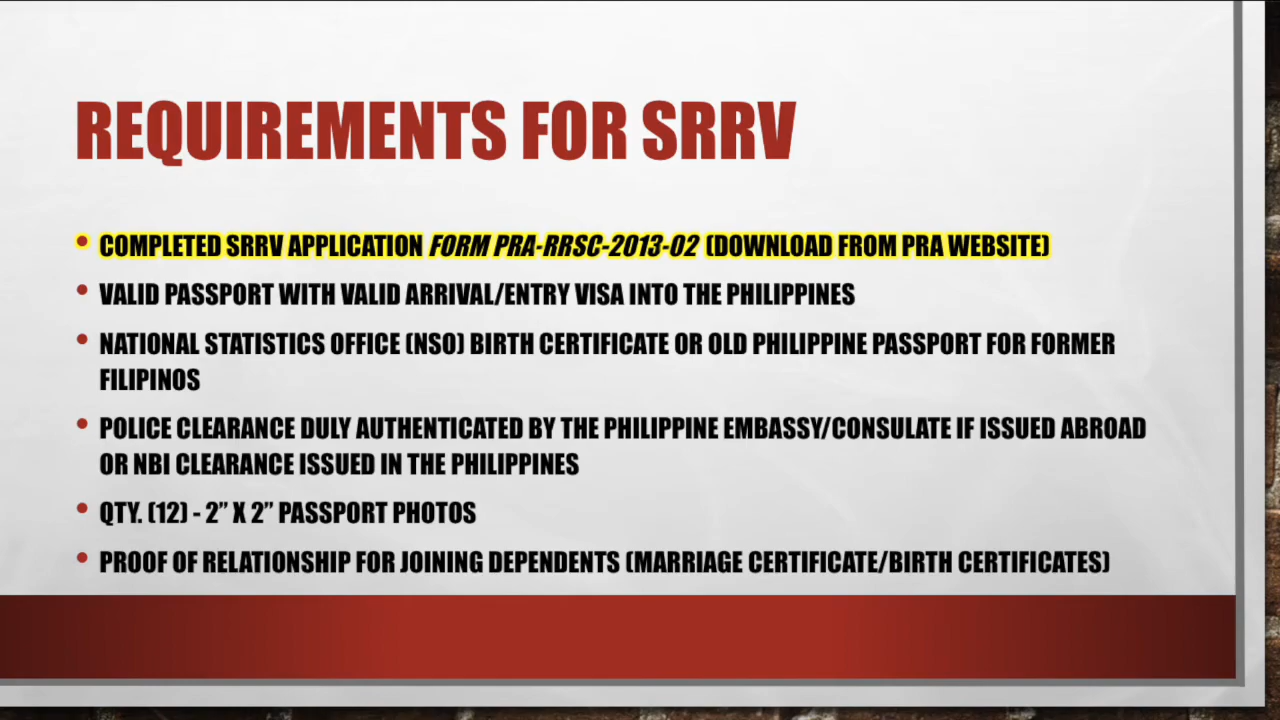 REQUIREMENTS FOR SRRV
• COMPLETED SRRV APPLICATION FORM PRA-RRSC-2013-02 (DOWNLOAD FROM PRA WEBSITE)
• VALID PASSPORT WITH VALID ARRIVAL/ENTRY VISA INTO THE PHILIPPINES
• NATIONAL STATISTICS OFFICE (NSO) BIRTH CERTIFICATE OR OLD PHILIPPINE PASSPORT FOR FORMER
FILIPINOS
• POLICE CLEARANCE DULY AUTHENTICATED BY THE PHILIPPINE EMBASSY/CONSULATE IF ISSUED ABROAD
OR NBI CLEARANCE ISSUED IN THE PHILIPPINES
• QTY. (12) - 2” X 2” PASSPORT PHOTOS
• PROOF OF RELATIONSHIP FOR JOINING DEPENDENTS (MARRIAGE CERTIFICATE/BIRTH CERTIFICATES)